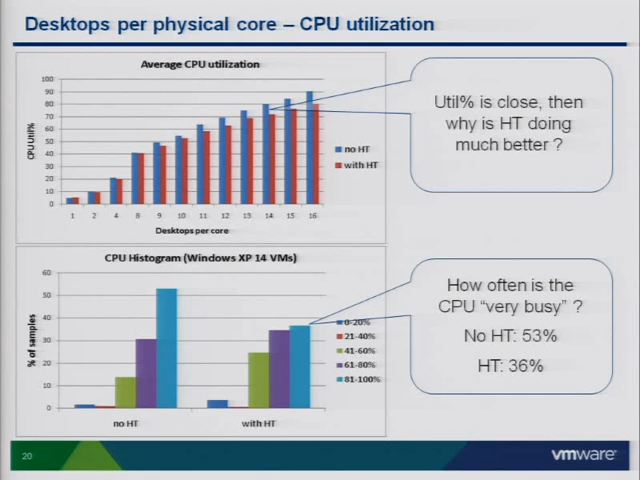 Desktops per physical core – CPU utilization
Average CPU utilization
100
90
80
70
60
50
40
30
20
10
0
CPU Util%
1 2 4 8 9 10 11 12 13 14 15 16
Desktops per core
no HT
with HT
Util% is close, then
why is HT doing
much better ?
CPU Histogram (Windows XP 14 VMs)
60
50
40
30
20
10
0
% of samples
no HT with HT
0-20%
21-40%
41-60%
61-80%
81-100%
How often is the
CPU “very busy” ?
No HT: 53%
HT: 36%
20
vmware